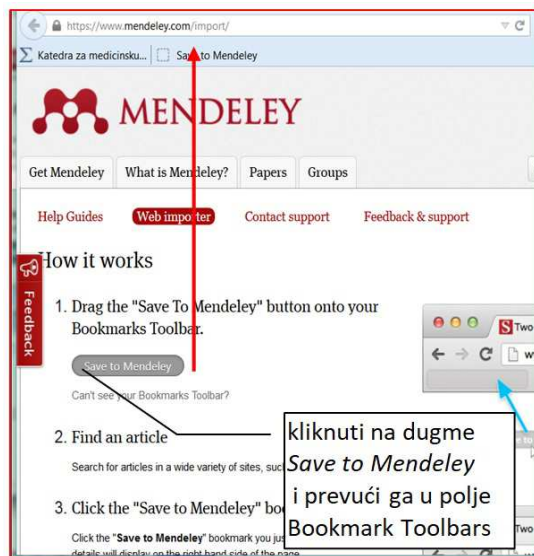 https://www.mendeley.com/import/
Katedra za medicinsku... Save to Mendeley
MENDELEY
Get Mendeley What is Mendeley? Papers Groups
Help Guides Web importer Contact support Feedback & support
How it works
Feedback
1. Drag the "Save To Mendeley" button onto your
Bookmarks Toolbar.
Save to Mendeley
Can't see your Bookmarks Toolbar?
Two
w
2. Find an article
Search for articles in a wide variety of sites, suc
3. Click the "Save to Mendeley" bo
Click the "Save to Mendeley" bookmark you jus
details will display on the right hand side of the page
kliknuti na dugme
Save to Mendeley
i prevući ga u polje
Bookmark Toolbars
Two